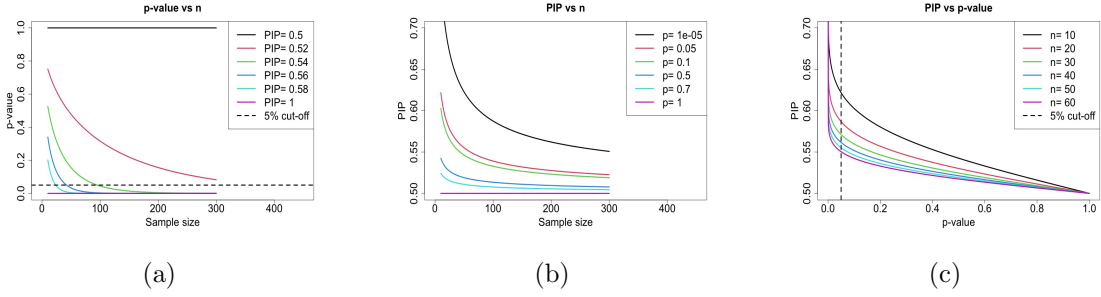 p-value vs n
p-value
1.0
0.8
0.6
0.4
0.2
0.0
0
100
200
300
400
Sample size
PIP= 0.5
PIP= 0.52
PIP= 0.54
PIP= 0.56
PIP= 0.58
PIP= 1
5% cut-off
(a)
PIP vs n
PIP
0.70
0.65
0.60
0.55
0.50
0
100
200
300
400
Sample size
p= 1e-05
p= 0.05
p= 0.1
p= 0.5
p= 0.7
p= 1
(b)
PIP vs p-value
PIP
0.70
0.65
0.60
0.55
0.50
0.0
0.2
0.4
0.6
0.8
1.0
p-value
n= 10
n= 20
n= 30
n= 40
n= 50
n= 60
5% cut-off
(c)